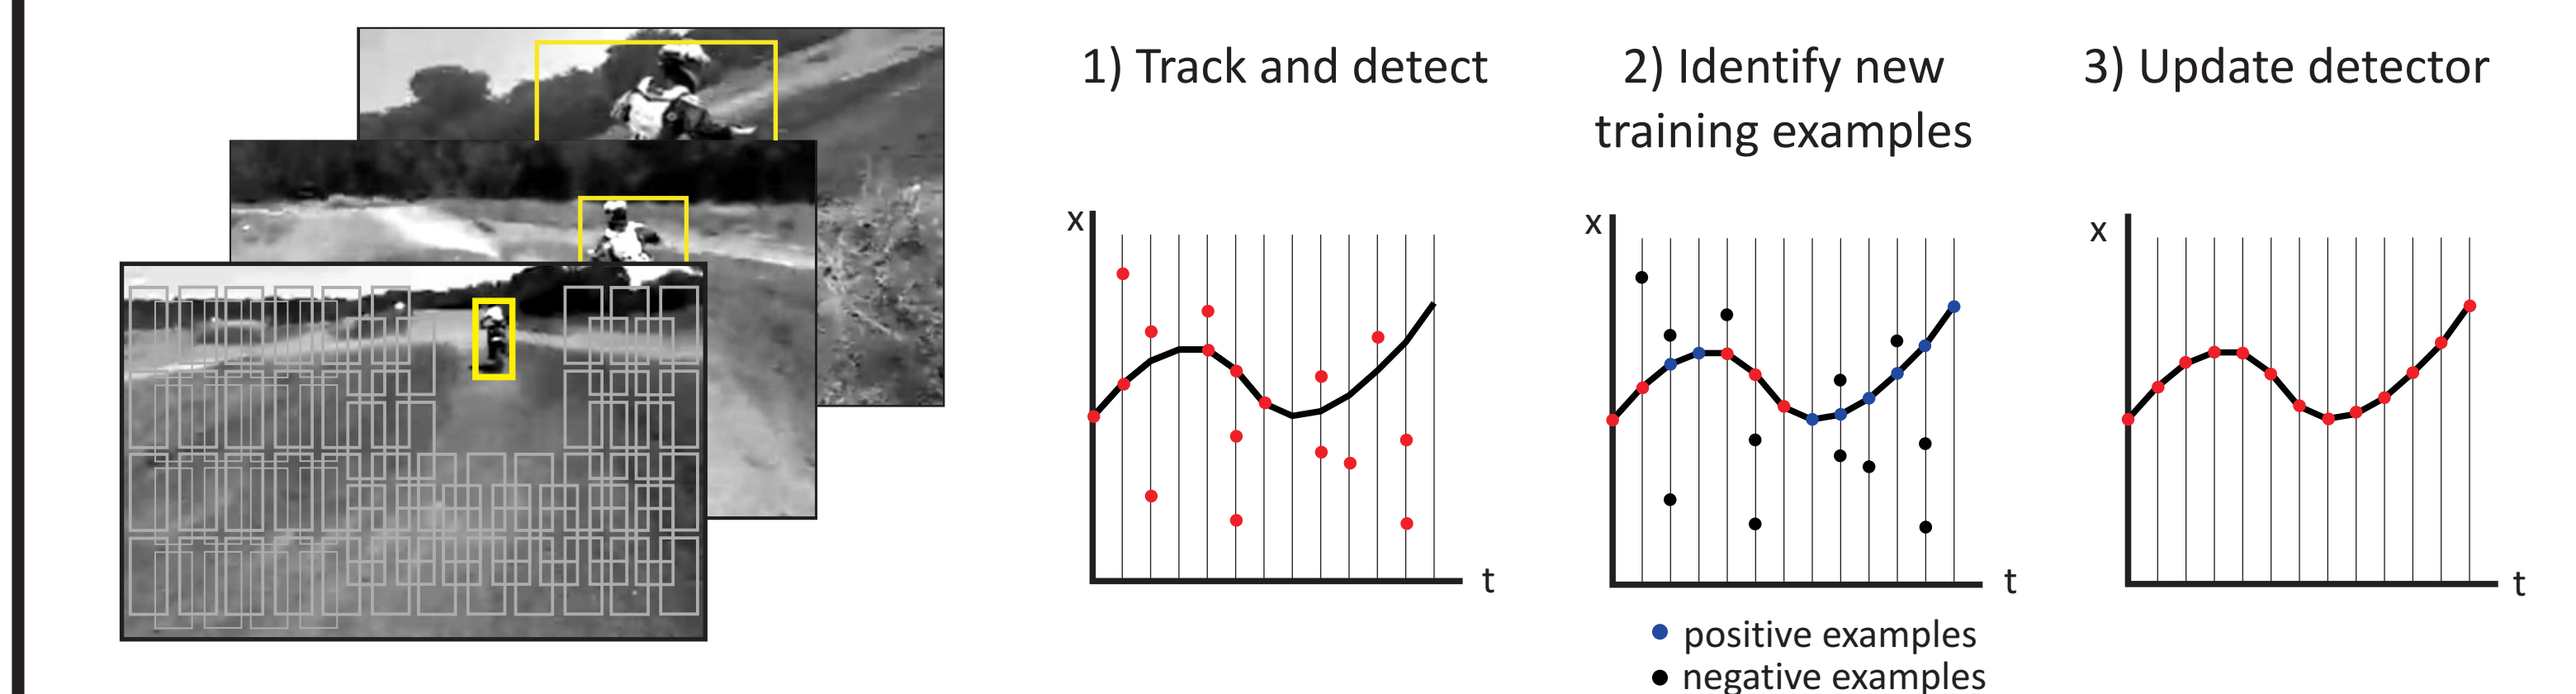 1) Track and detect
2) Identify new
training examples
3) Update detector
x
t
x
t
positive examples
negative examples
x
t